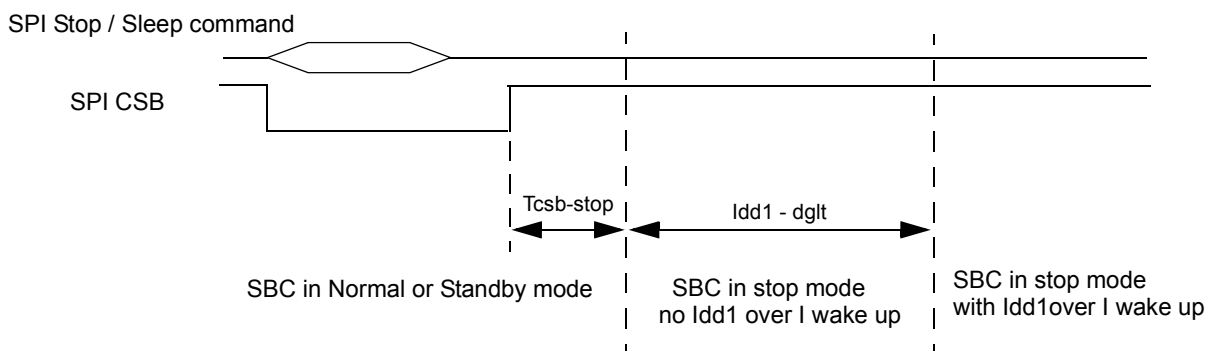 SPI Stop / Sleep command
SPI CSB
Tcsb-stop
Idd1 - dglt
SBC in Normal or Standby mode
SBC in stop mode
no Idd1 over I wake up
SBC in stop mode
with Idd1over I wake up